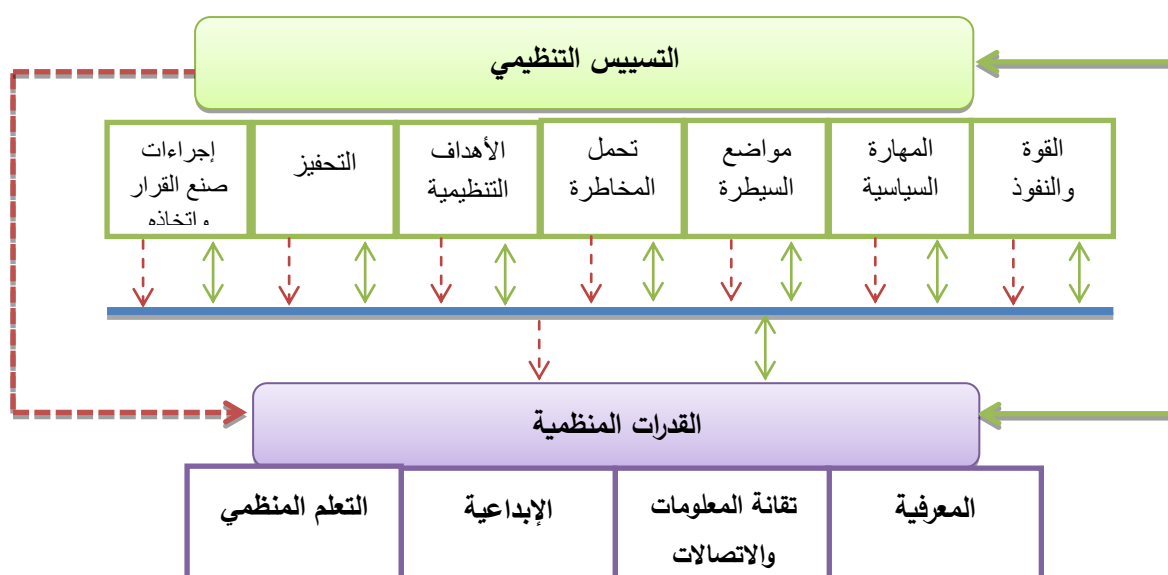 التسييس التنظيمي
القوة
والنفوذ
المهارة
السياسية
مواضع
السيطرة
تحمل
المخاطرة
الأهداف
التنظيمية
التحفيز
إجراءات
صنع القرار
واتخاذه
القدرات المنظمية
المعرفية
تقانة المعلومات
والاتصالات
الإبداعية
التعلم المنظمي